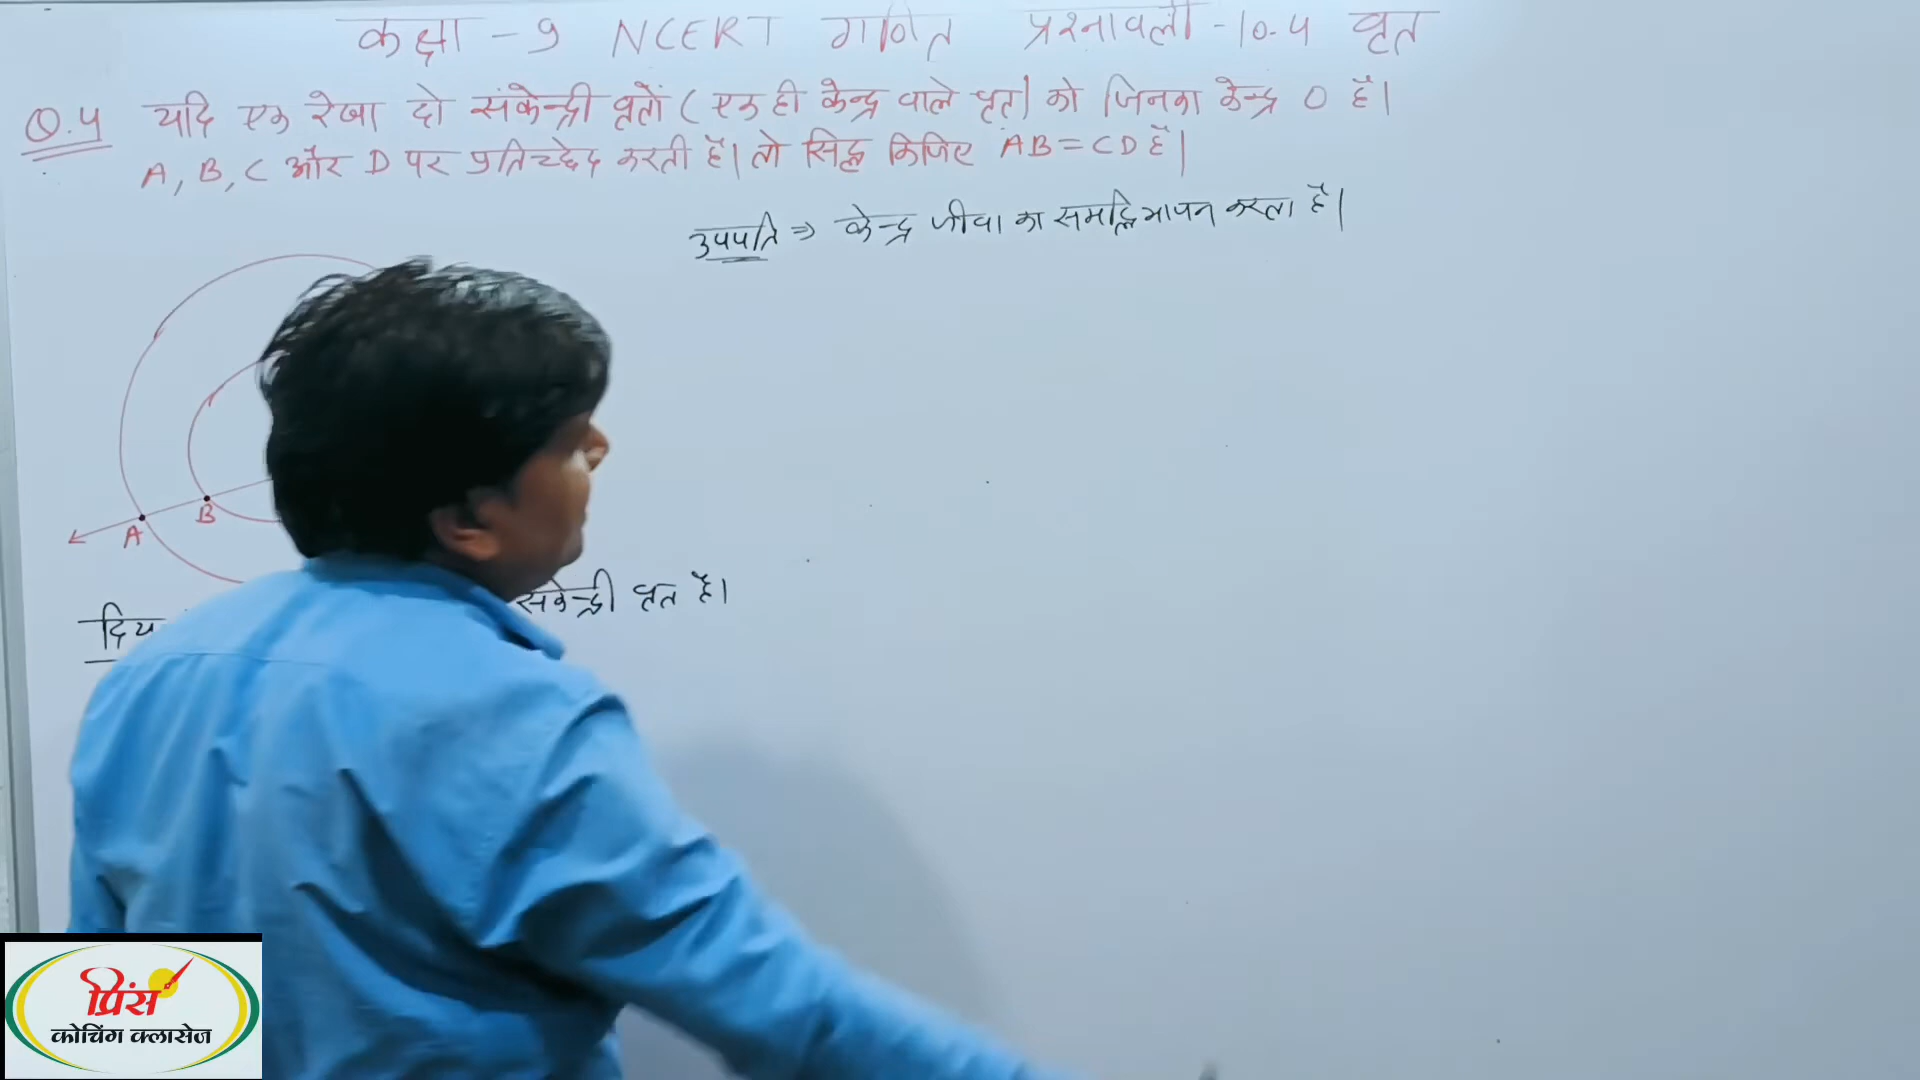 कक्षा - 9 NCERT गणित प्रश्नावली - 10.4 वृत
Q.4 यदि एक रेखा दो संकेन्द्री वृतों ( एक ही केन्द्र वाले वृत) को जिनका केन्द्र O है।
A, B, C और D पर प्रतिच्छेद करती है। तो सिद्ध किजिए AB = CD है।
उपपति ⇒ केन्द्र जीवा का समद्विभाजन करता है।
A
B
दिय
संकेन्द्री वृत है।
प्रिंस
कोचिंग क्लासेज